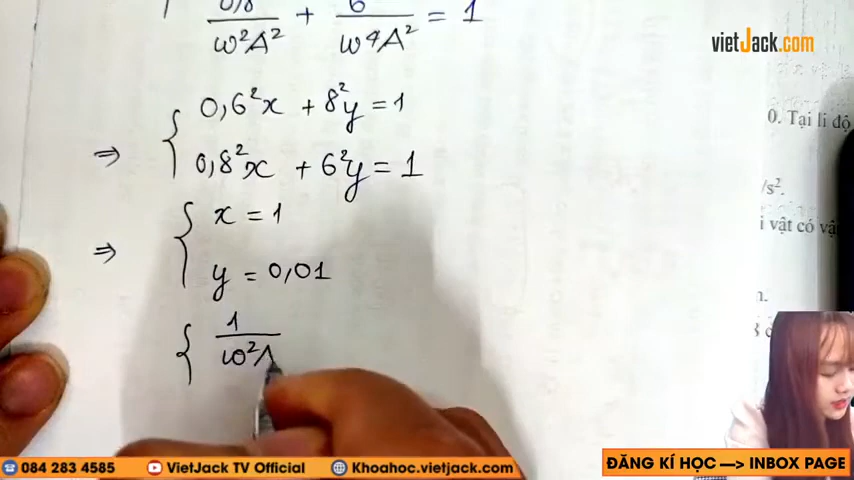 vietJack.com
0,8
6
/ω²A² + /ω⁴A² = 1
0. Tại li độ
⇒ { 0,6²x + 8²y = 1
0,8²x + 6²y = 1
/s².
i vật có vậ
⇒ { x = 1
y = 0,01
n.
{ 1/ω²A
084 283 4585 VietJack TV Official Khoahoc.vietjack.com
ĐĂNG KÍ HỌC —> INBOX PAGE